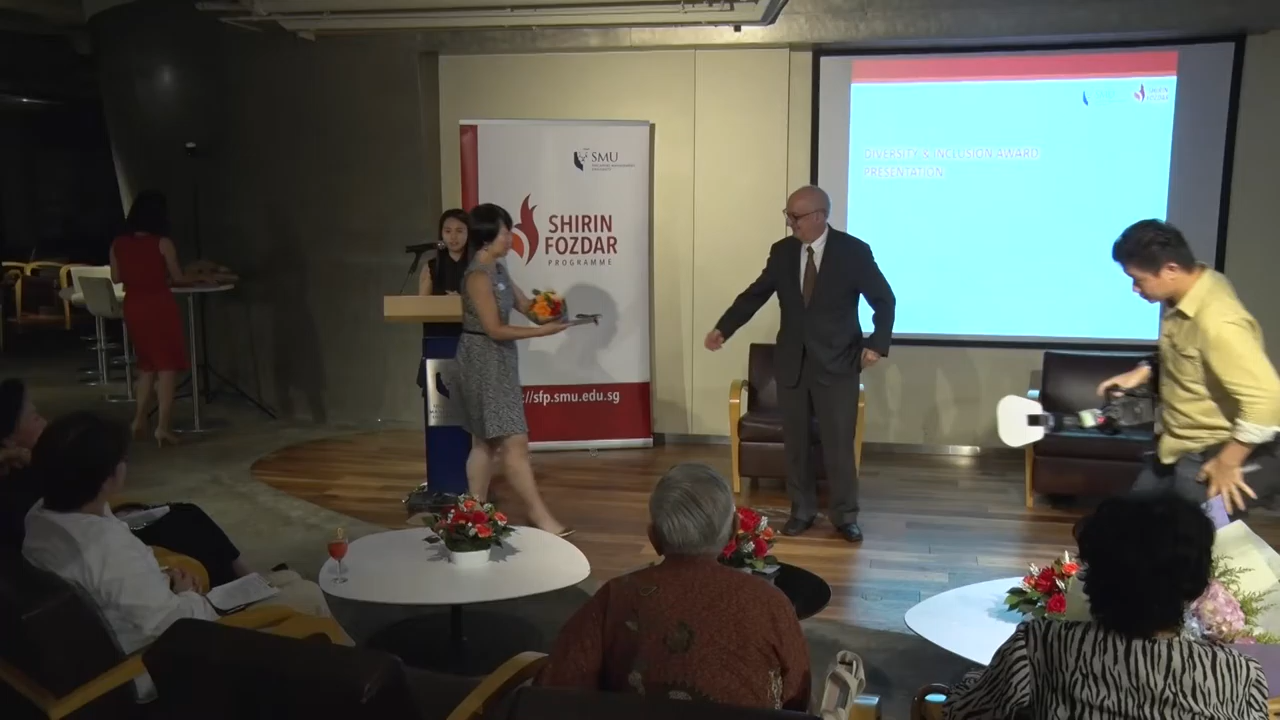 SMU
SHIRIN
FOZDAR
PROGRAMME
://sfp.smu.edu.sg
SHIRIN
FOZDAR
DIVERSITY & INCLUSION AWARD
PRESENTATION